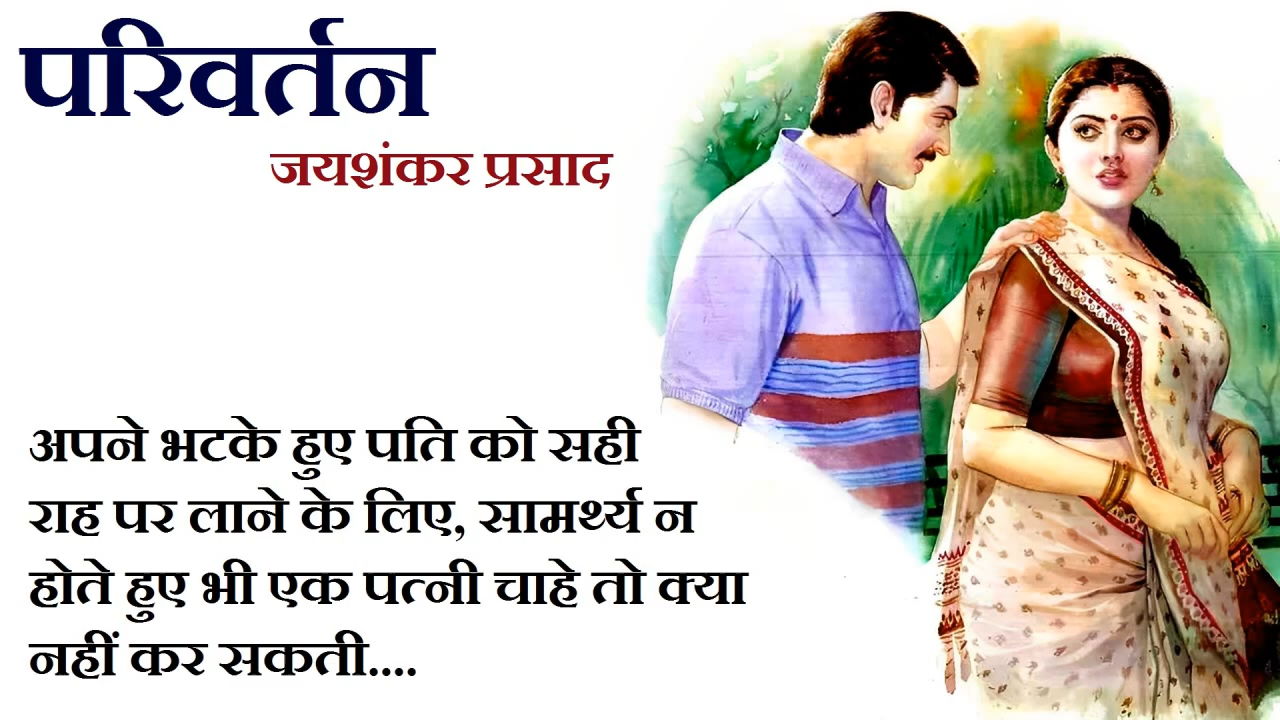 परिवर्तन
जयशंकर प्रसाद
अपने भटके हुए पति को सही
राह पर लाने के लिए, सामर्थ्य न
होते हुए भी एक पत्नी चाहे तो क्या
नहीं कर सकती....